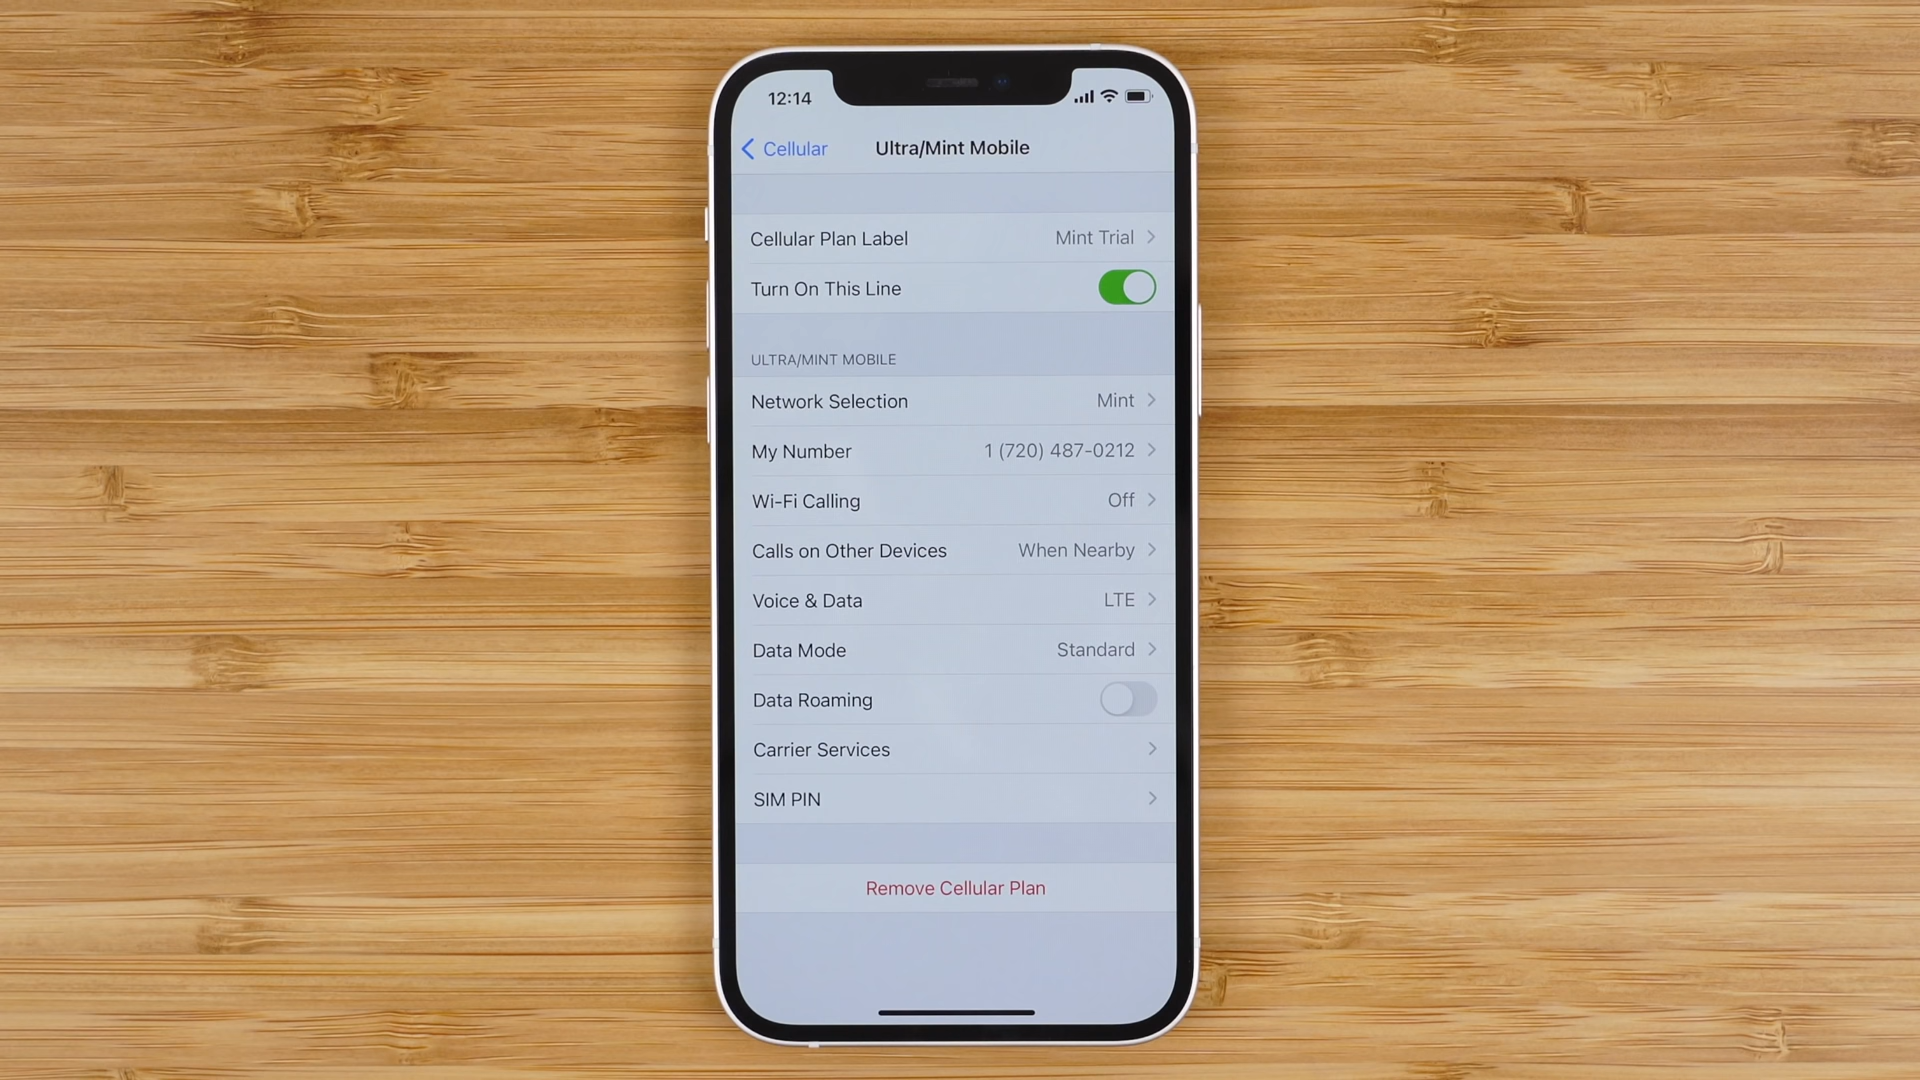 12:14
Cellular
Ultra/Mint Mobile
Cellular Plan Label Mint Trial
Turn On This Line
ULTRA/MINT MOBILE
Network Selection Mint
My Number 1 (720) 487-0212
Wi-Fi Calling Off
Calls on Other Devices When Nearby
Voice & Data LTE
Data Mode Standard
Data Roaming
Carrier Services
SIM PIN
Remove Cellular Plan